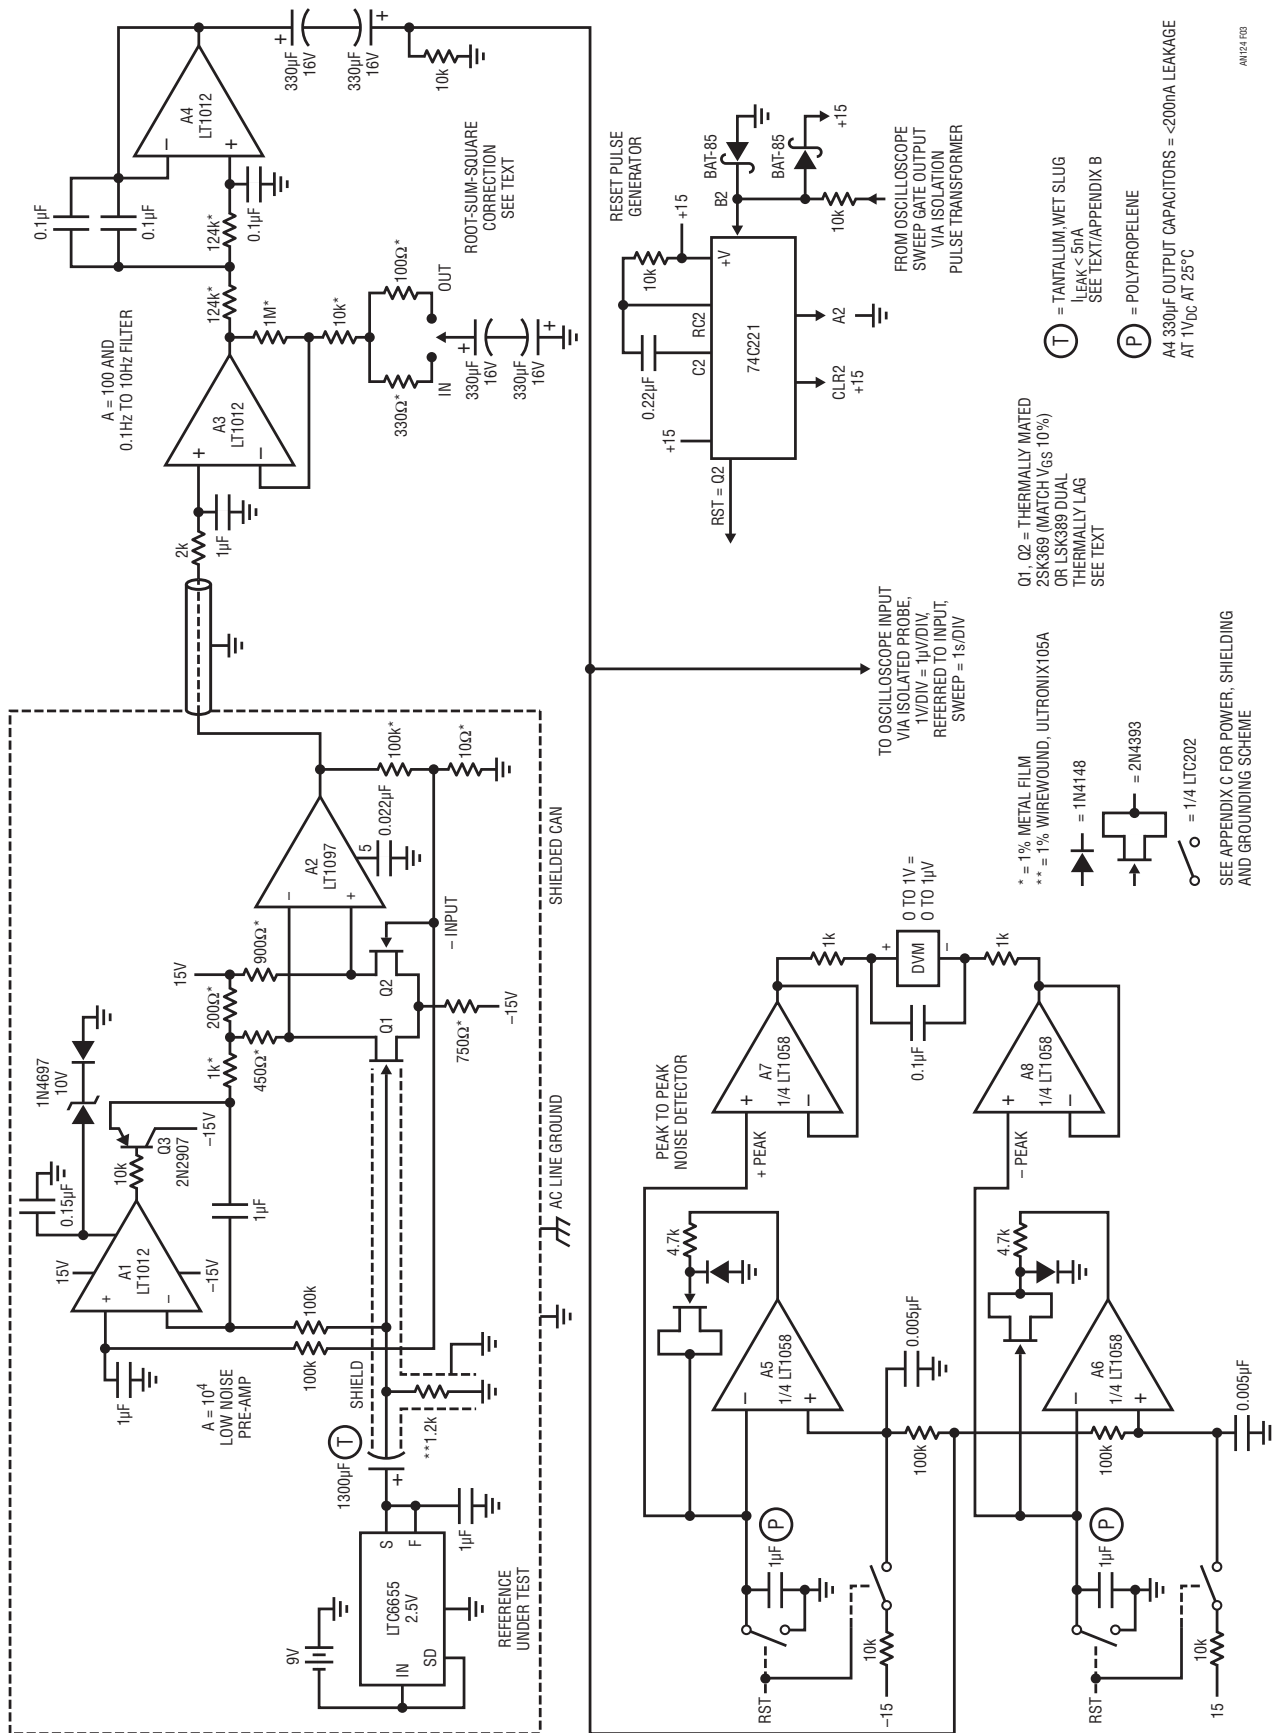 9V
IN
SD
LTC6655
2.5V
S
F
1µF
REFERENCE
UNDER TEST
1300µF
T
+
**1.2k
SHIELD
A = 10⁴
LOW NOISE
PRE-AMP
1µF
100k
100k
15V
+
–
A1
LT1012
–15V
0.15µF
1N4697
10V
10k
Q3
2N2907
–15V
1µF
1k*
200Ω*
15V
450Ω*
900Ω*
Q1
Q2
750Ω*
–15V
– INPUT
–
+
A2
LT1097
5
0.022µF
100k*
10Ω*
AC LINE GROUND
SHIELDED CAN
2k
1µF
A = 100 AND
0.1Hz TO 10Hz FILTER
+
–
A3
LT1012
1M*
10k*
330Ω*
100Ω*
IN
OUT
+
330µF
16V
330µF
16V
+
ROOT-SUM-SQUARE
CORRECTION
SEE TEXT
124k*
124k*
0.1µF
0.1µF
0.1µF
–
+
A4
LT1012
+
330µF
16V
330µF
16V
+
10k
TO OSCILLOSCOPE INPUT
VIA ISOLATED PROBE,
1V/DIV = 1µV/DIV,
REFERRED TO INPUT,
SWEEP = 1s/DIV
RESET PULSE
GENERATOR
RST = Q2
+15
0.22µF
10k
+15
C2
RC2
+V
74C221
CLR2
+15
A2
B2
BAT-85
BAT-85
+15
10k
FROM OSCILLOSCOPE
SWEEP GATE OUTPUT
VIA ISOLATION
PULSE TRANSFORMER
PEAK TO PEAK
NOISE DETECTOR
RST
1µF
P
10k
–15
–
+
A5
1/4 LT1058
4.7k
100k
0.005µF
+ PEAK
+
–
A7
1/4 LT1058
1k
0.1µF
+
DVM
–
O TO 1V =
O TO 1µV
1k
RST
1µF
P
10k
15
–
+
A6
1/4 LT1058
4.7k
100k
0.005µF
– PEAK
+
–
A8
1/4 LT1058
* = 1% METAL FILM
** = 1% WIREWOUND, ULTRONIX105A
= 1N4148
= 2N4393
= 1/4 LTC202
SEE APPENDIX C FOR POWER, SHIELDING
AND GROUNDING SCHEME
Q1, Q2 = THERMALLY MATED
2SK369 (MATCH VGS 10%)
OR LSK389 DUAL
THERMALLY LAG
SEE TEXT
T = TANTALUM,WET SLUG
ILEAK < 5nA
SEE TEXT/APPENDIX B
P = POLYPROPELENE
A4 330µF OUTPUT CAPACITORS = <200nA LEAKAGE
AT 1VDC AT 25°C
AN124 F03